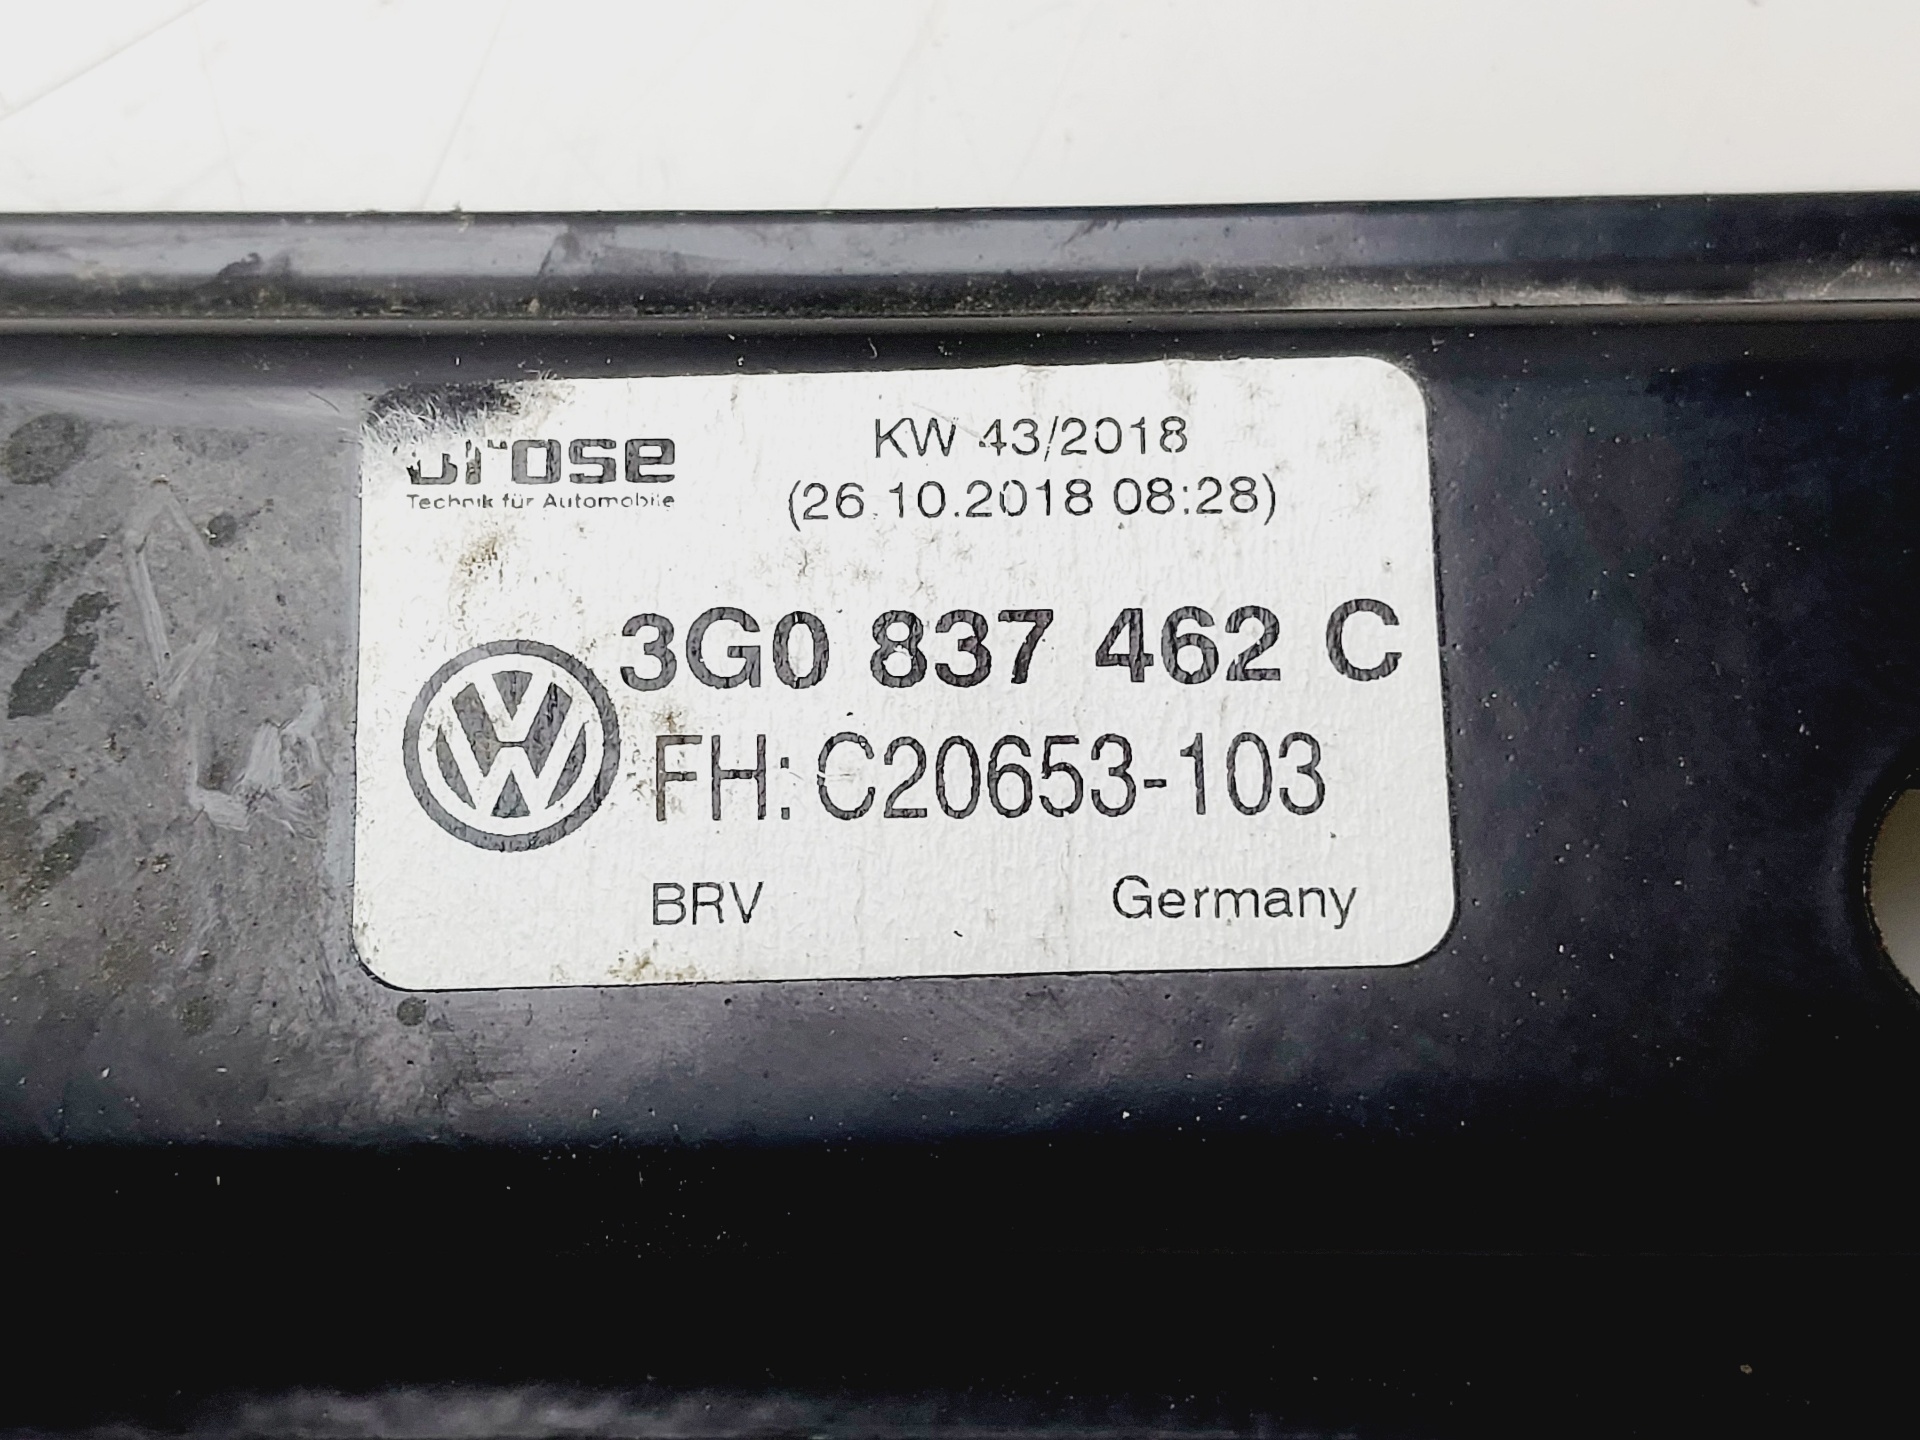 brose
Technik für Automobile
KW 43/2018
(26.10.2018 08:28)
3G0 837 462 C
FH: C20653-103
BRV Germany